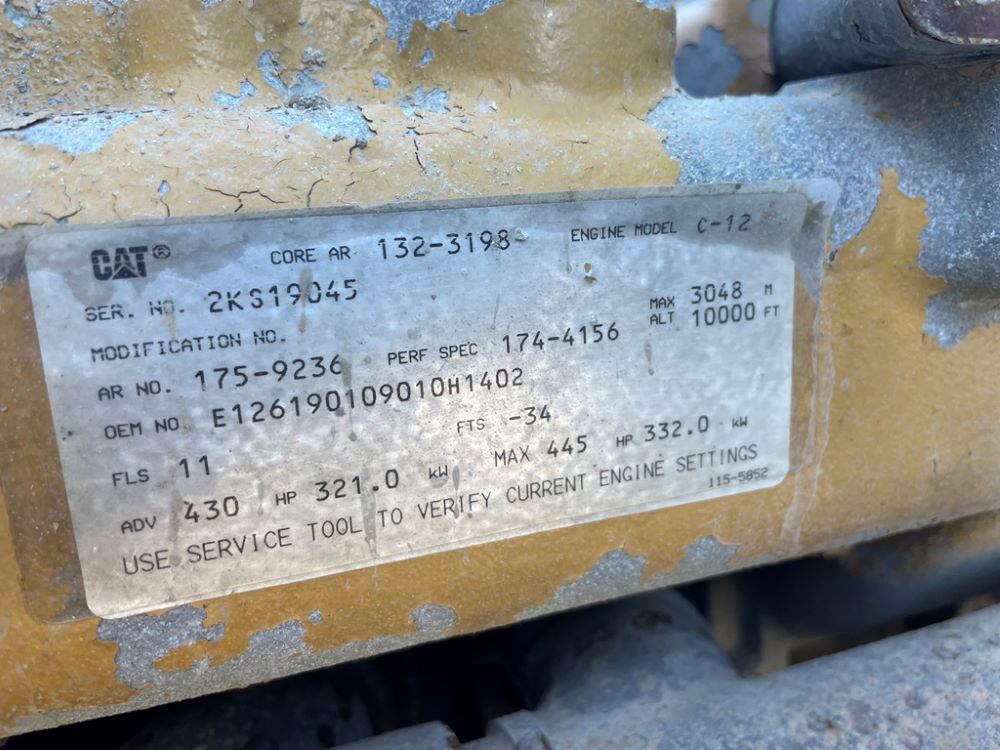 CAT® CORE AR 132-3198 ENGINE MODEL C-12
SER. NO. 2KS19045
MAX ALT 3048 M 10000 FT
MODIFICATION NO.
AR NO. 175-9236 PERF SPEC 174-4156
OEM NO E126190109010H1402
FLS 11 FTS -34
ADV 430 HP 321.0 kW MAX 445 HP 332.0 kW
USE SERVICE TOOL TO VERIFY CURRENT ENGINE SETTINGS
115-5852